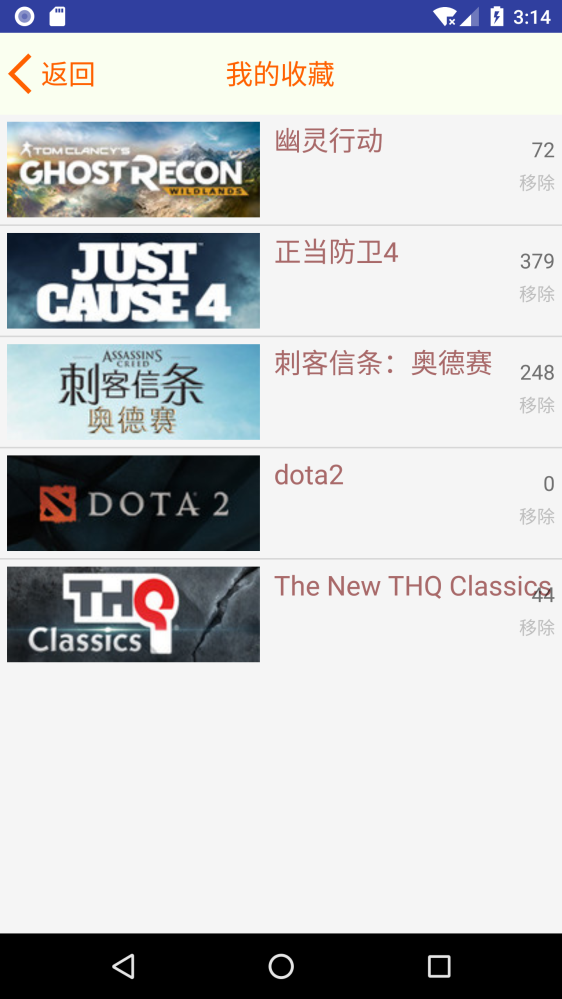 3:14
返回
我的收藏
TOM CLANCY'S
GHOST RECON
WILDLANDS
幽灵行动
72
移除
JUST
CAUSE 4
正当防卫4
379
移除
ASSASSIN'S
CREED
刺客信条
奥德赛
刺客信条：奥德赛
248
移除
DOTA 2
dota2
0
移除
THQ
Classics
The New THQ Classics
44
移除